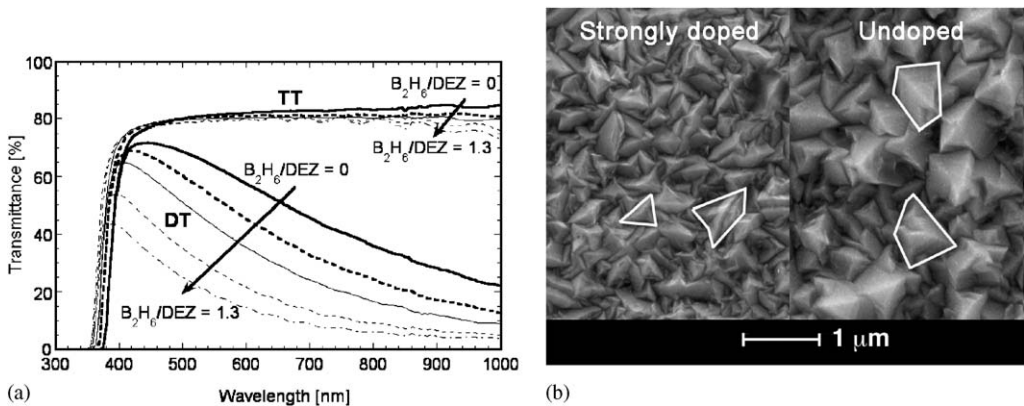 100
80
60
40
20
0
Transmittance [%]
300 400 500 600 700 800 900 1000
Wavelength [nm]
TT
B₂H₆/DEZ = 0
B₂H₆/DEZ = 1.3
B₂H₆/DEZ = 0
DT
B₂H₆/DEZ = 1.3
(a)
Strongly doped
Undoped
1 μm
(b)